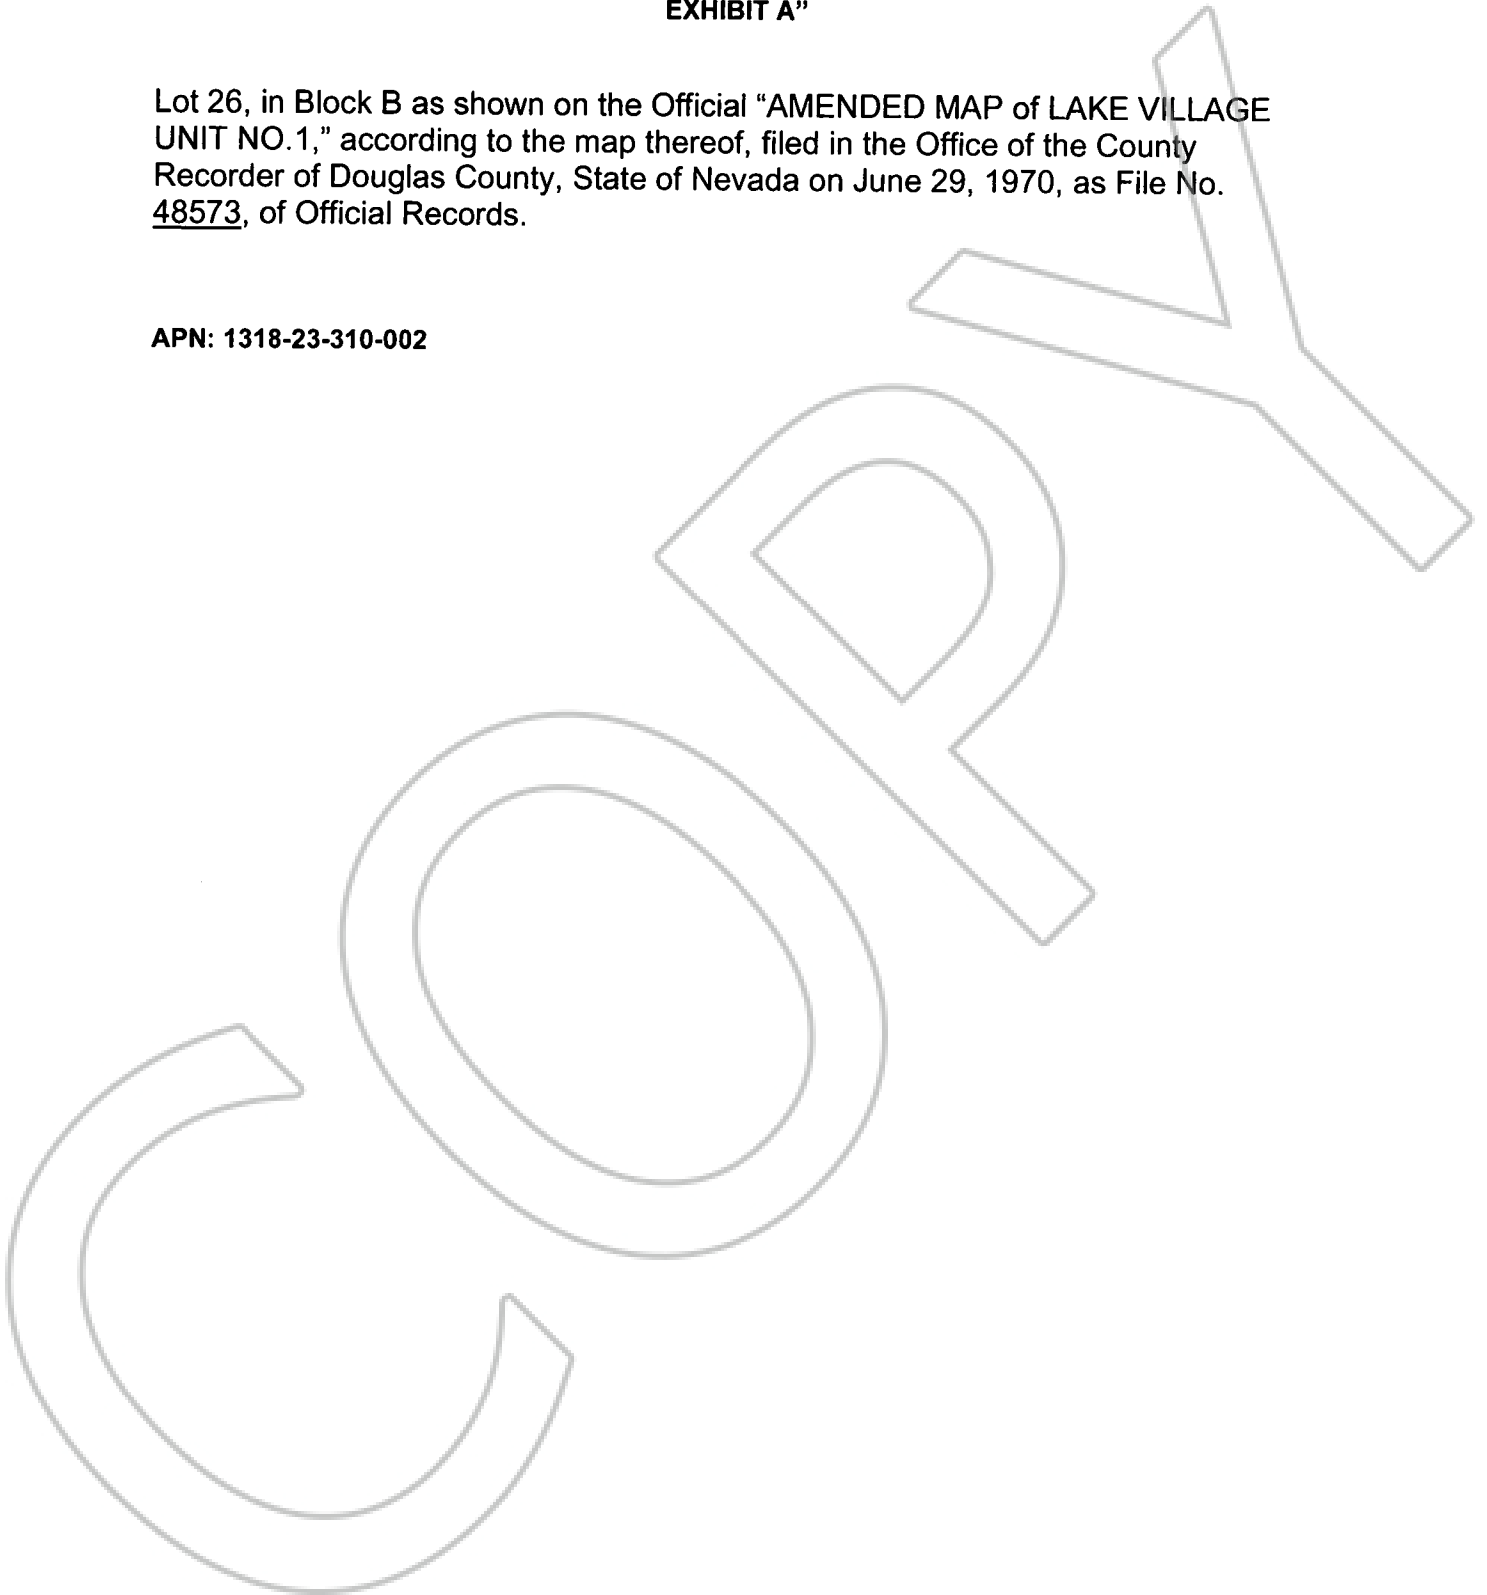 EXHIBIT A”
Lot 26, in Block B as shown on the Official “AMENDED MAP of LAKE VILLAGE
UNIT NO.1,” according to the map thereof, filed in the Office of the County
Recorder of Douglas County, State of Nevada on June 29, 1970, as File No.
48573, of Official Records.
APN: 1318-23-310-002
COPY